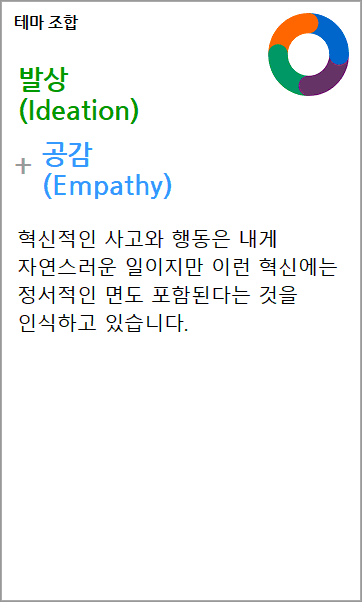 테마 조합
발상
(Ideation)
+ 공감
(Empathy)
혁신적인 사고와 행동은 내게
자연스러운 일이지만 이런 혁신에는
정서적인 면도 포함된다는 것을
인식하고 있습니다.